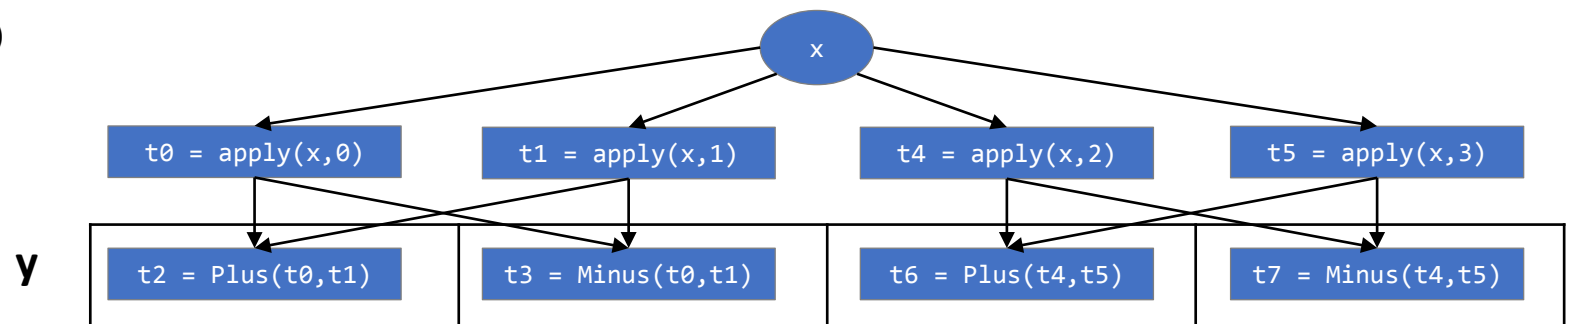 )
x
t0 = apply(x,0) t1 = apply(x,1) t4 = apply(x,2) t5 = apply(x,3)
y t2 = Plus(t0,t1) t3 = Minus(t0,t1) t6 = Plus(t4,t5) t7 = Minus(t4,t5)